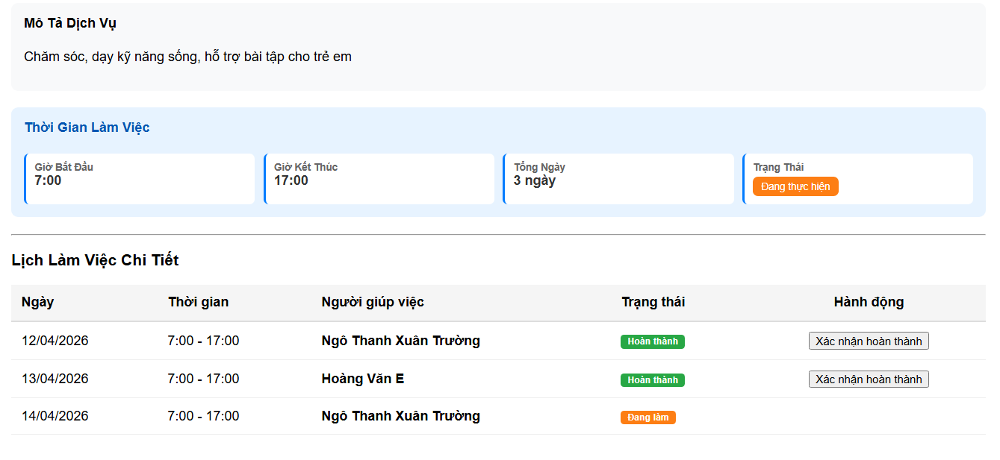 Mô Tả Dịch Vụ
Chăm sóc, dạy kỹ năng sống, hỗ trợ bài tập cho trẻ em
Thời Gian Làm Việc
Giờ Bắt Đầu
7:00
Giờ Kết Thúc
17:00
Tổng Ngày
3 ngày
Trạng Thái
Đang thực hiện
Lịch Làm Việc Chi Tiết
Ngày Thời gian Người giúp việc Trạng thái Hành động
12/04/2026 7:00 - 17:00 Ngô Thanh Xuân Trường Hoàn thành Xác nhận hoàn thành
13/04/2026 7:00 - 17:00 Hoàng Văn E Hoàn thành Xác nhận hoàn thành
14/04/2026 7:00 - 17:00 Ngô Thanh Xuân Trường Đang làm